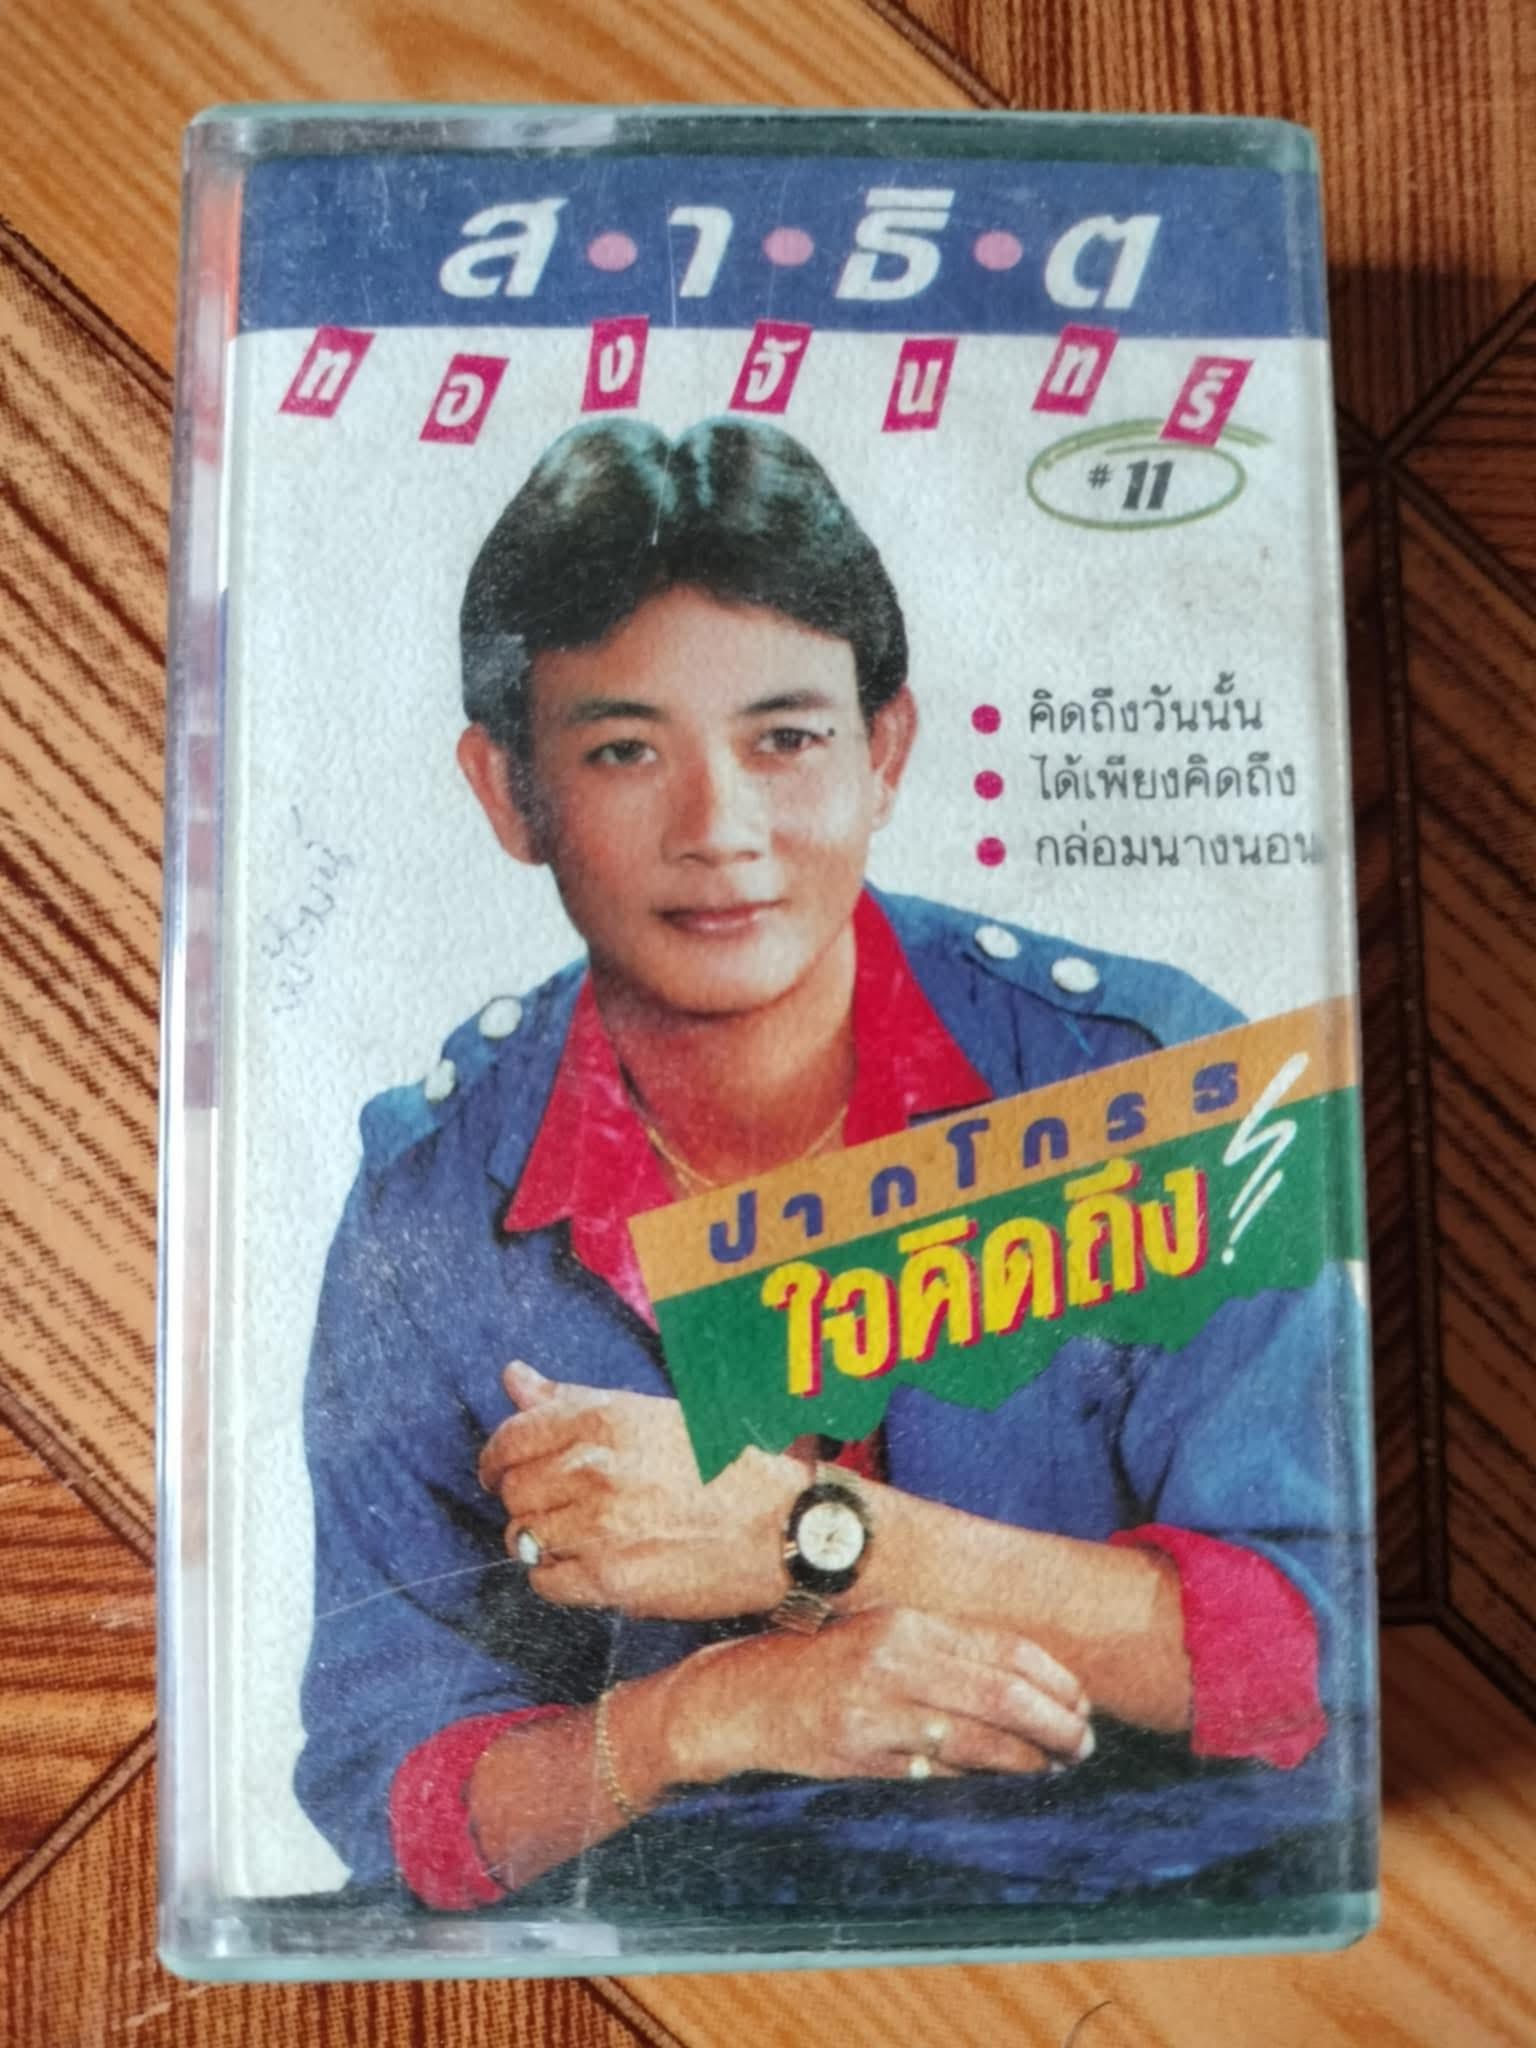 ส•า•ธิ•ต
ทองจันทร์
#11
• คิดถึงวันนั้น
• ได้เพียงคิดถึง
• กล่อมนางนอน
ปากโกรธ
ใจคิดถึง